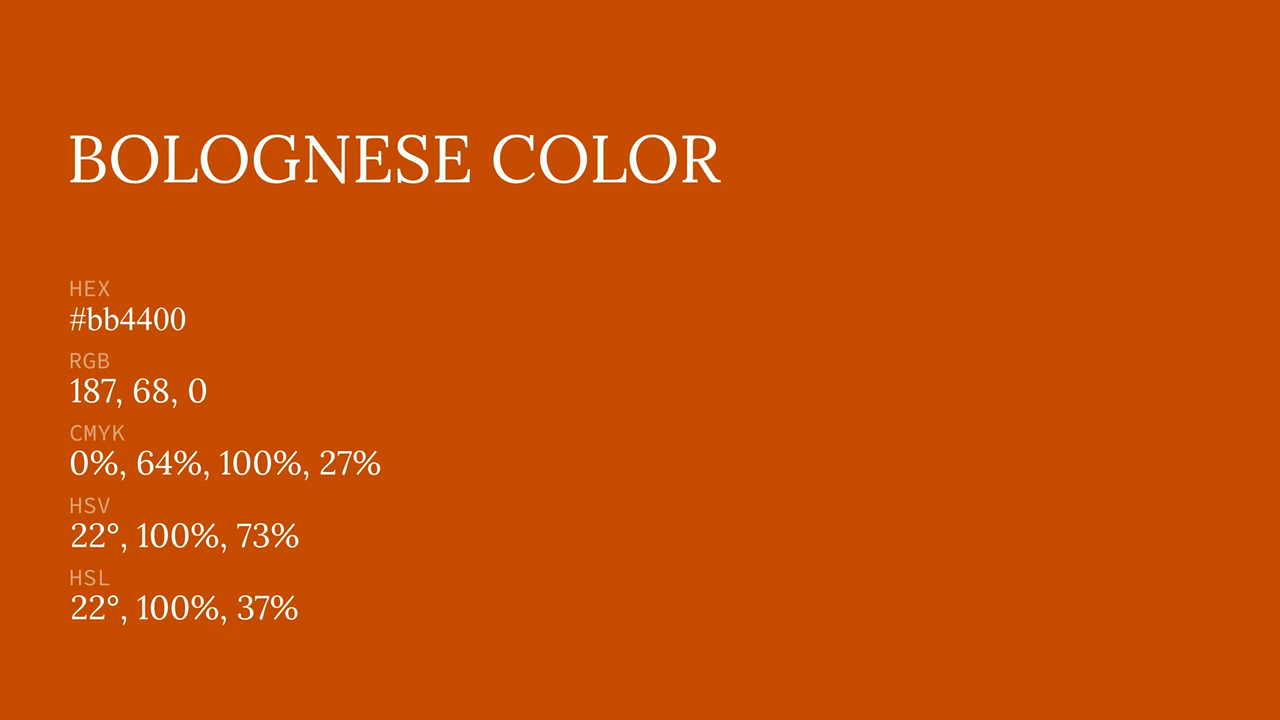 BOLOGNESE COLOR
HEX
#bb4400
RGB
187, 68, 0
CMYK
0%, 64%, 100%, 27%
HSV
22°, 100%, 73%
HSL
22°, 100%, 37%